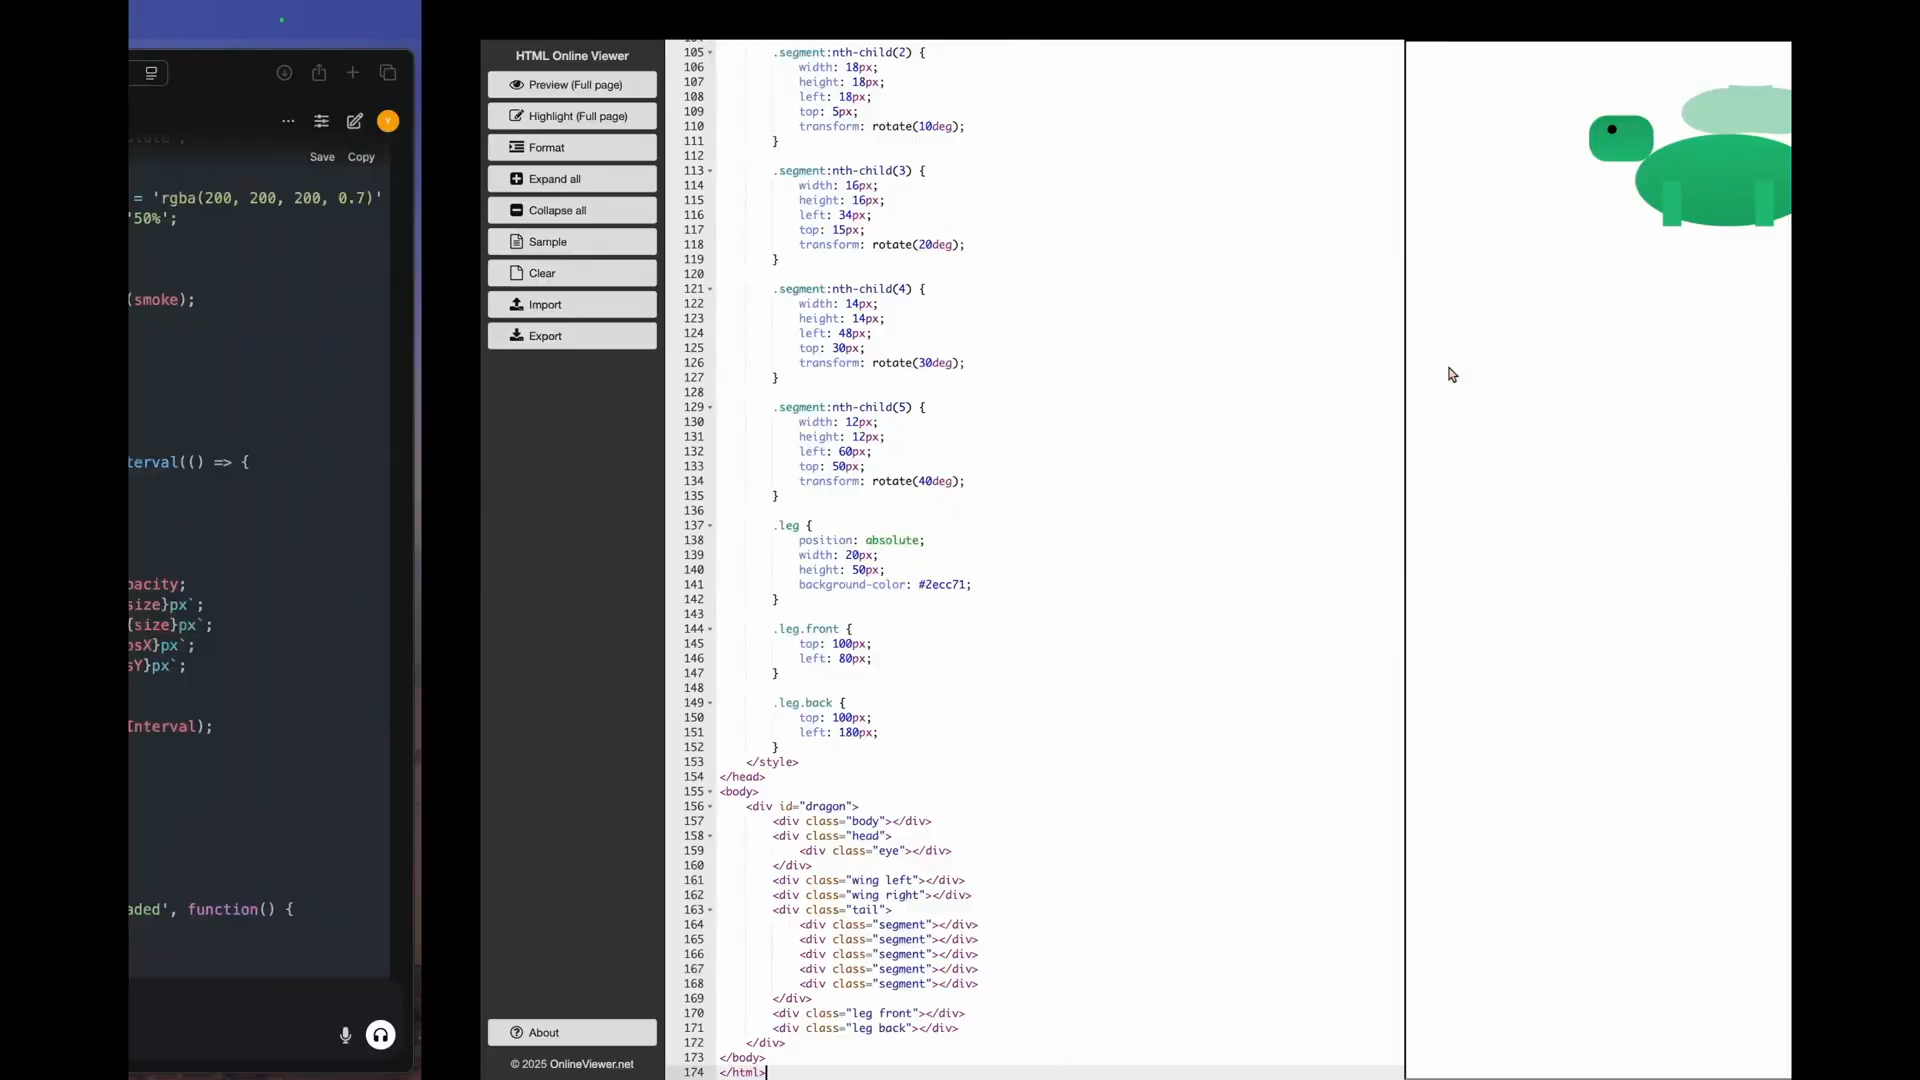 Y
Save
Copy
= 'rgba(200, 200, 200, 0.7)'
'50%';
(smoke);
terval(() => {
pacity;
size}px`;
{size}px`;
osX}px`;
sY}px`;
Interval);
aded', function() {
HTML Online Viewer
Preview (Full page)
Highlight (Full page)
Format
Expand all
Collapse all
Sample
Clear
Import
Export
About
© 2025 OnlineViewer.net
105 .segment:nth-child(2) {
106 width: 18px;
107 height: 18px;
108 left: 18px;
109 top: 5px;
110 transform: rotate(10deg);
111 }
112
113 .segment:nth-child(3) {
114 width: 16px;
115 height: 16px;
116 left: 34px;
117 top: 15px;
118 transform: rotate(20deg);
119 }
120
121 .segment:nth-child(4) {
122 width: 14px;
123 height: 14px;
124 left: 48px;
125 top: 30px;
126 transform: rotate(30deg);
127 }
128
129 .segment:nth-child(5) {
130 width: 12px;
131 height: 12px;
132 left: 60px;
133 top: 50px;
134 transform: rotate(40deg);
135 }
136
137 .leg {
138 position: absolute;
139 width: 20px;
140 height: 50px;
141 background-color: #2ecc71;
142 }
143
144 .leg.front {
145 top: 100px;
146 left: 80px;
147 }
148
149 .leg.back {
150 top: 100px;
151 left: 180px;
152 }
153 </style>
154 </head>
155 <body>
156 <div id="dragon">
157 <div class="body"></div>
158 <div class="head">
159 <div class="eye"></div>
160 </div>
161 <div class="wing left"></div>
162 <div class="wing right"></div>
163 <div class="tail">
164 <div class="segment"></div>
165 <div class="segment"></div>
166 <div class="segment"></div>
167 <div class="segment"></div>
168 <div class="segment"></div>
169 </div>
170 <div class="leg front"></div>
171 <div class="leg back"></div>
172 </div>
173 </body>
174 </html>